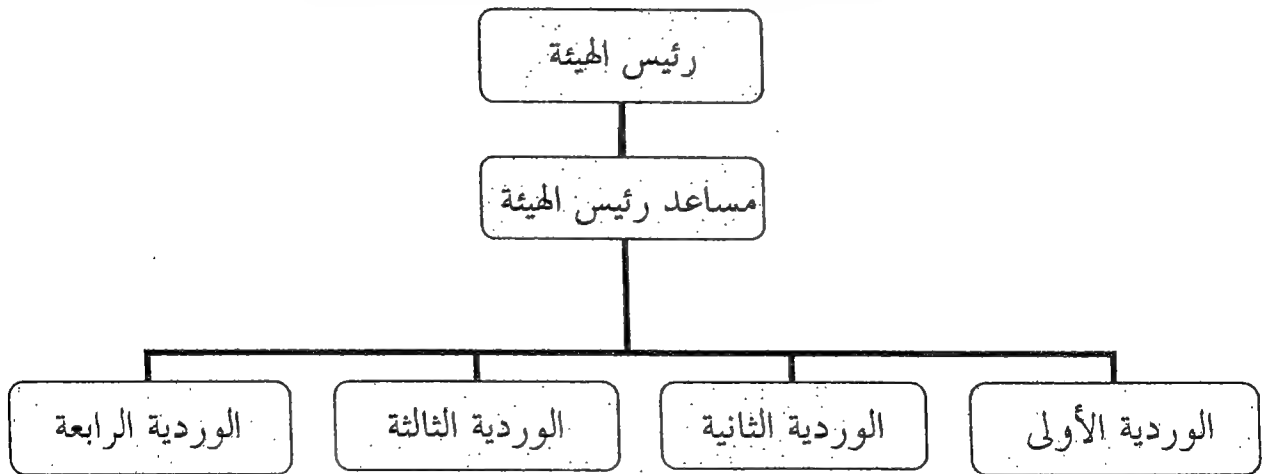 رئيس الهيئة
مساعد رئيس الهيئة
الوردية الأولى
الوردية الثانية
الوردية الثالثة
الوردية الرابعة